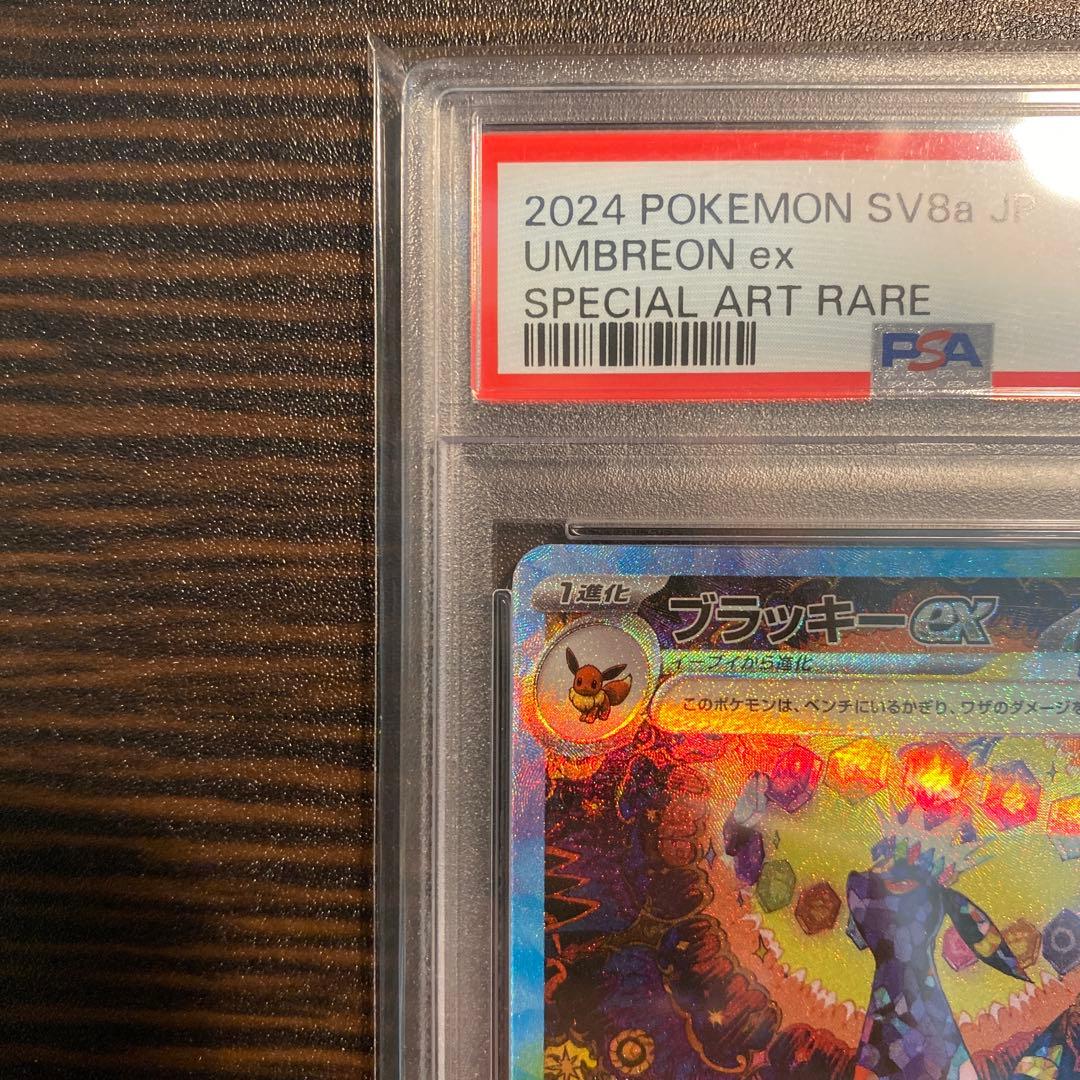 2024 POKEMON SV8a JP
UMBREON ex
SPECIAL ART RARE
PSA
1進化
ブラッキーex
イーブイから進化
このポケモンは、ベンチにいるかぎり、ワザのダメージを